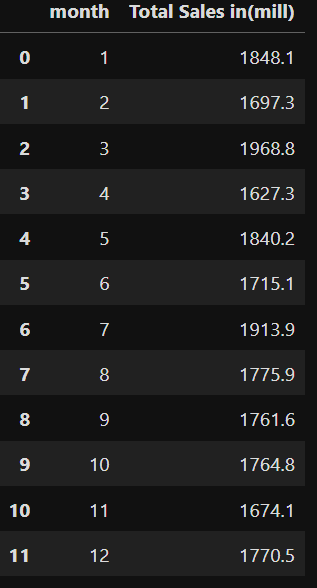 month Total Sales in(mill)
0 1 1848.1
1 2 1697.3
2 3 1968.8
3 4 1627.3
4 5 1840.2
5 6 1715.1
6 7 1913.9
7 8 1775.9
8 9 1761.6
9 10 1764.8
10 11 1674.1
11 12 1770.5